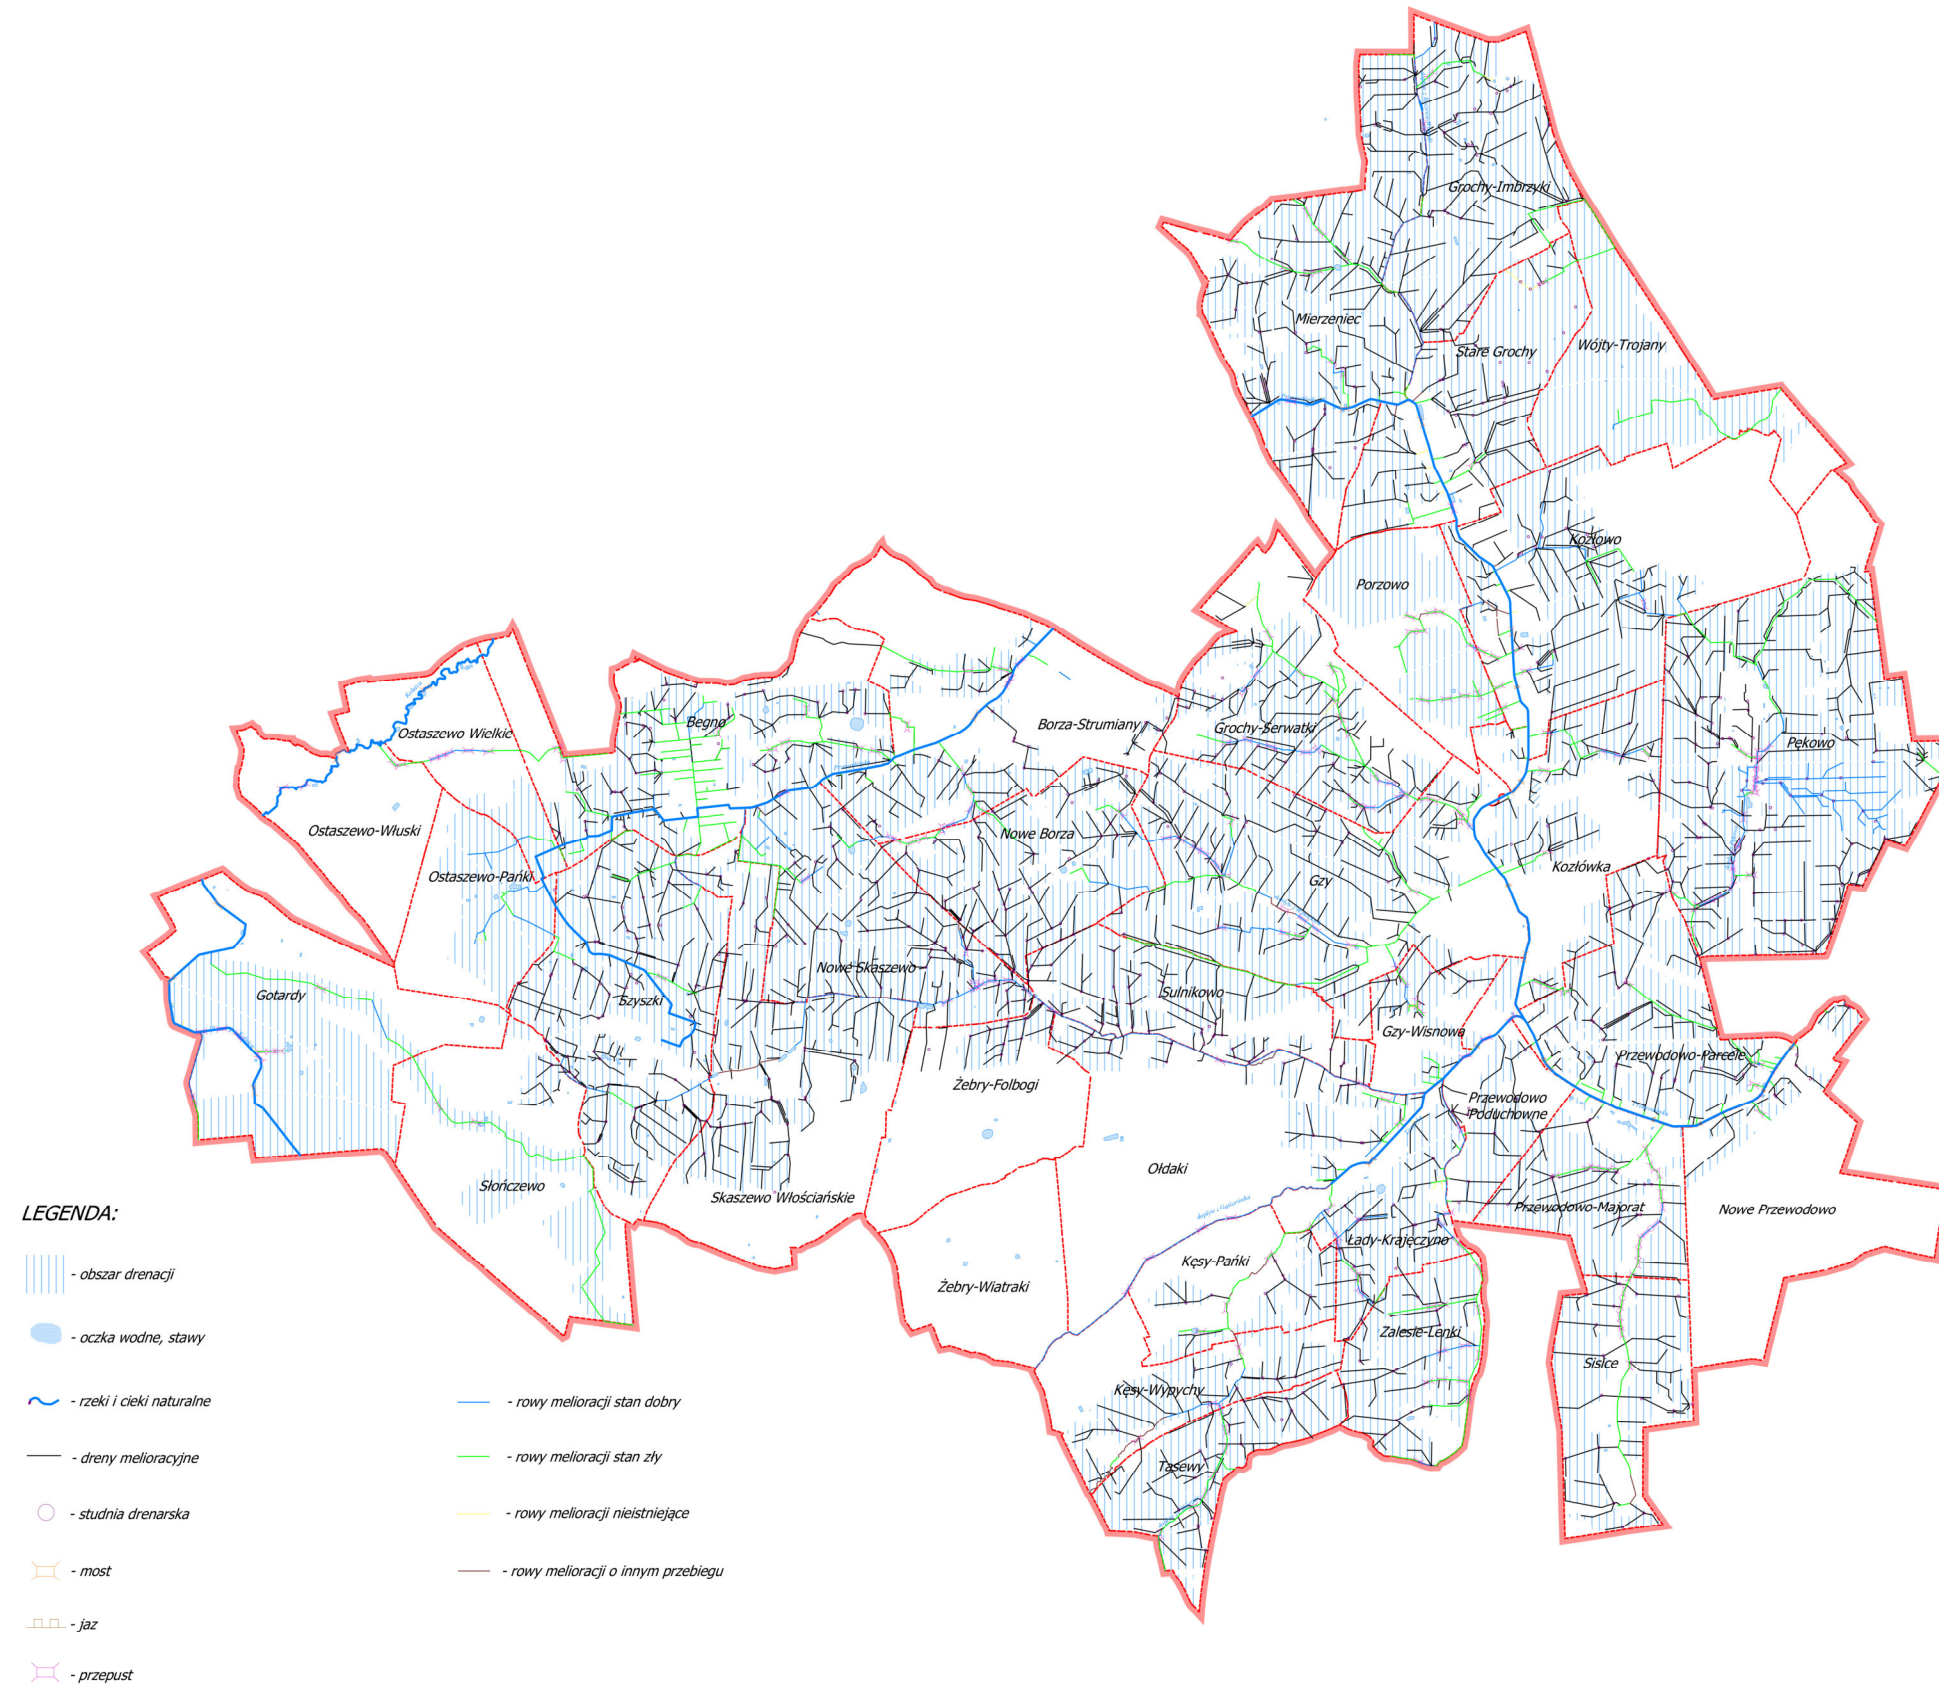 Grochy-Imbrzyki
Mierzeniec
Stare Grochy
Wójty-Trojany
Kozłowo
Porzowo
Begno
Ostaszewo Wielkie
Borza-Strumiany
Grochy-Serwatki
Pękowo
Ostaszewo-Włuski
Nowe Borza
Ostaszewo-Pańki
Gzy
Kozłówka
Gotardy
Szyszki
Nowe Skaszewo
Sulnikowo
Gzy-Wisnowa
Żebry-Folbogi
Przewodowo-Parcele
Przewodowo
Poduchowne
Ołdaki
Słończewo
Skaszewo Włościańskie
Przewodowo-Majorat
Nowe Przewodowo
Łady-Krajęczyno
Kęsy-Pańki
Żebry-Wiatraki
Zalesie-Lenki
Sisice
Kęsy-Wypychy
Tasewy
LEGENDA:
- obszar drenacji
- oczka wodne, stawy
- rzeki i cieki naturalne
- dreny melioracyjne
- studnia drenarska
- most
- jaz
- przepust
- rowy melioracji stan dobry
- rowy melioracji stan zły
- rowy melioracji nieistniejące
- rowy melioracji o innym przebiegu